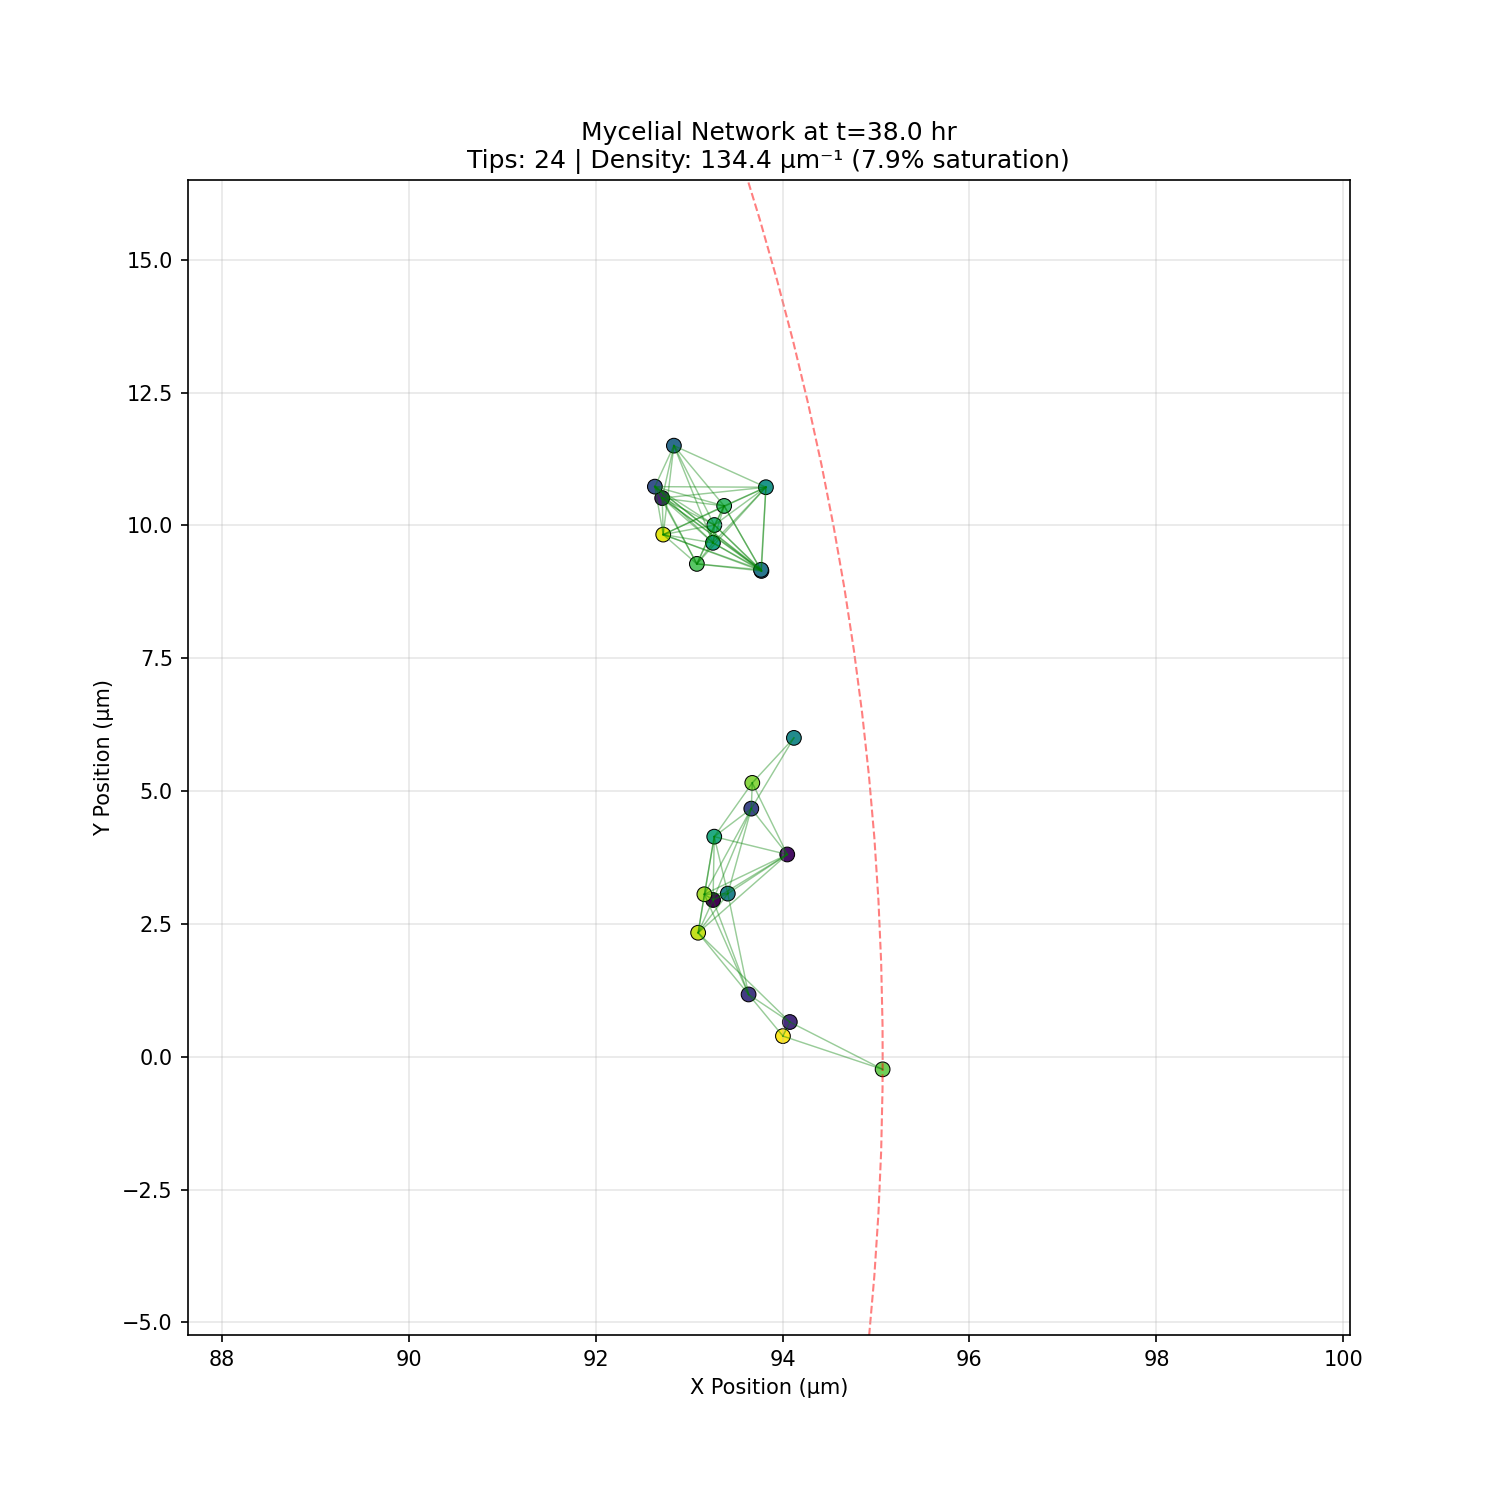 Mycelial Network at t=38.0 hr
Tips: 24 | Density: 134.4 μm⁻¹ (7.9% saturation)
15.0
12.5
10.0
7.5
5.0
2.5
0.0
−2.5
−5.0
Y Position (μm)
88 90 92 94 96 98 100
X Position (μm)